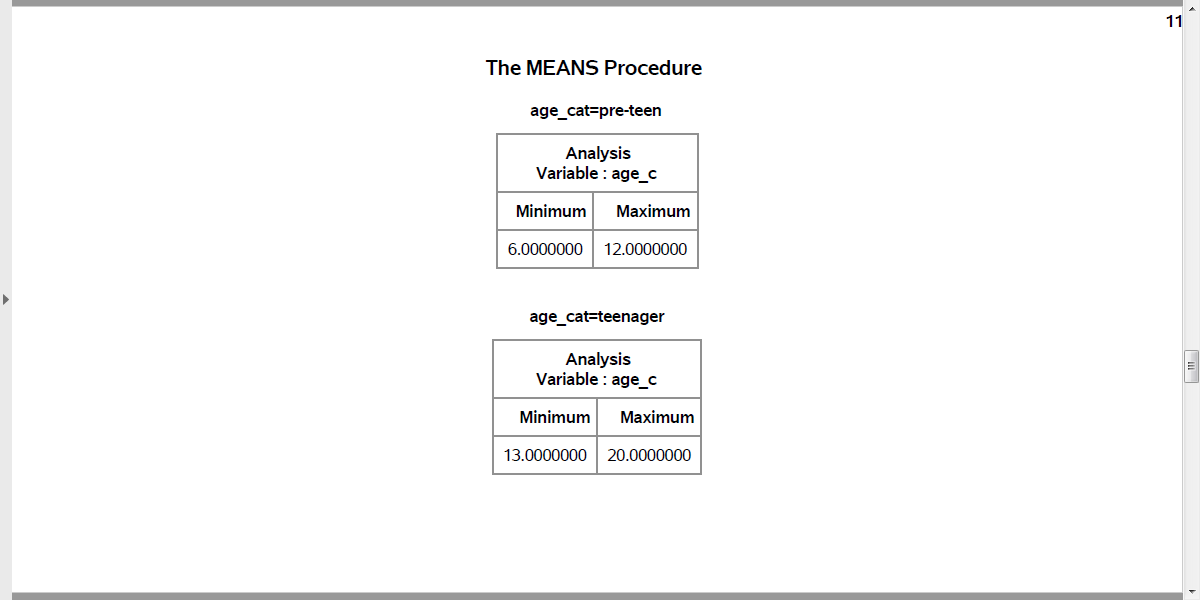 11
The MEANS Procedure
age_cat=pre-teen
Analysis
Variable : age_c
Minimum Maximum
6.0000000 12.0000000
age_cat=teenager
Analysis
Variable : age_c
Minimum Maximum
13.0000000 20.0000000